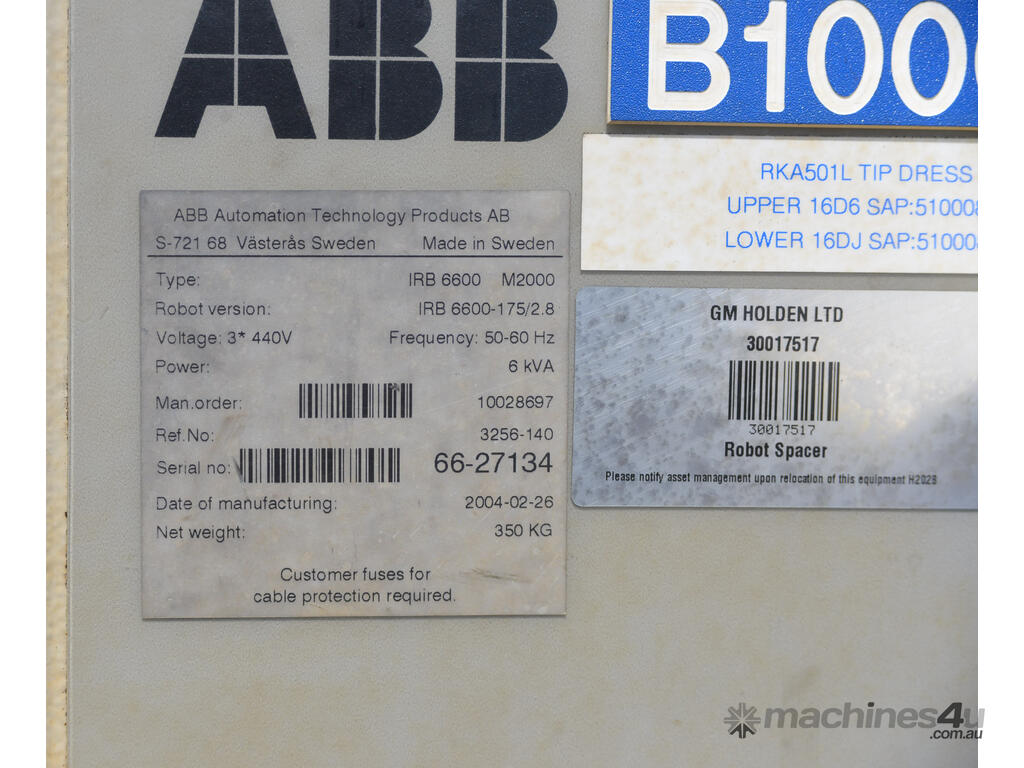 ABB
B100
RKA501L TIP DRESS
UPPER 16D6 SAP:51000
LOWER 16DJ SAP:51000
ABB Automation Technology Products AB
S-721 68 Västerås Sweden Made in Sweden
Type: IRB 6600 M2000
Robot version: IRB 6600-175/2.8
Voltage: 3* 440V Frequency: 50-60 Hz
Power: 6 kVA
Man.order: 10028697
Ref.No: 3256-140
Serial no: 66-27134
Date of manufacturing: 2004-02-26
Net weight: 350 KG
Customer fuses for
cable protection required.
GM HOLDEN LTD
30017517
30017517
Robot Spacer
Please notify asset management upon relocation of this equipment H2028
machines4u
.com.au